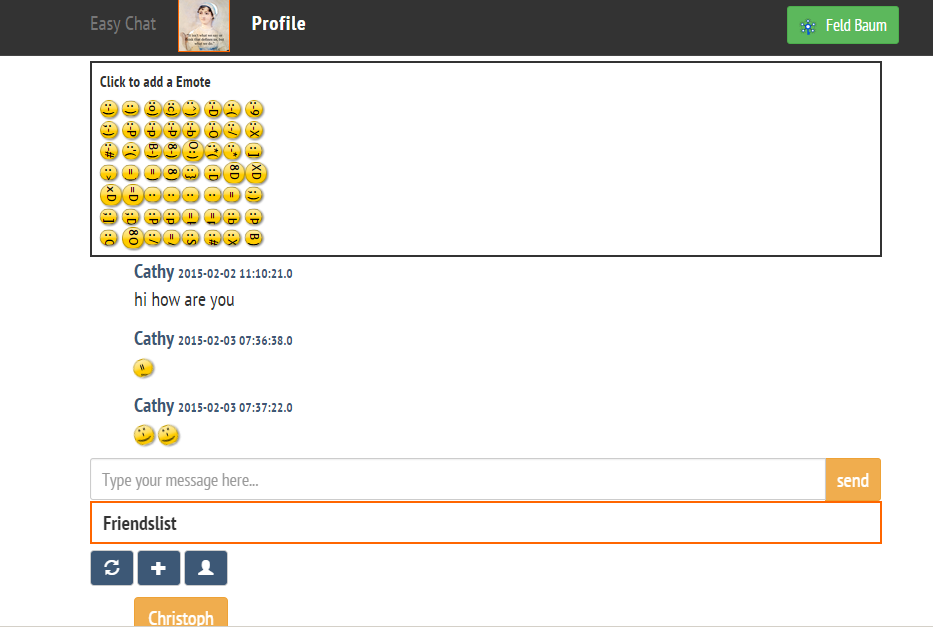 Easy Chat
Profile
Feld Baum
Click to add a Emote
Cathy 2015-02-02 11:10:21.0
hi how are you
Cathy 2015-02-03 07:36:38.0
Cathy 2015-02-03 07:37:22.0
Type your message here...
send
Friendslist
Christoph